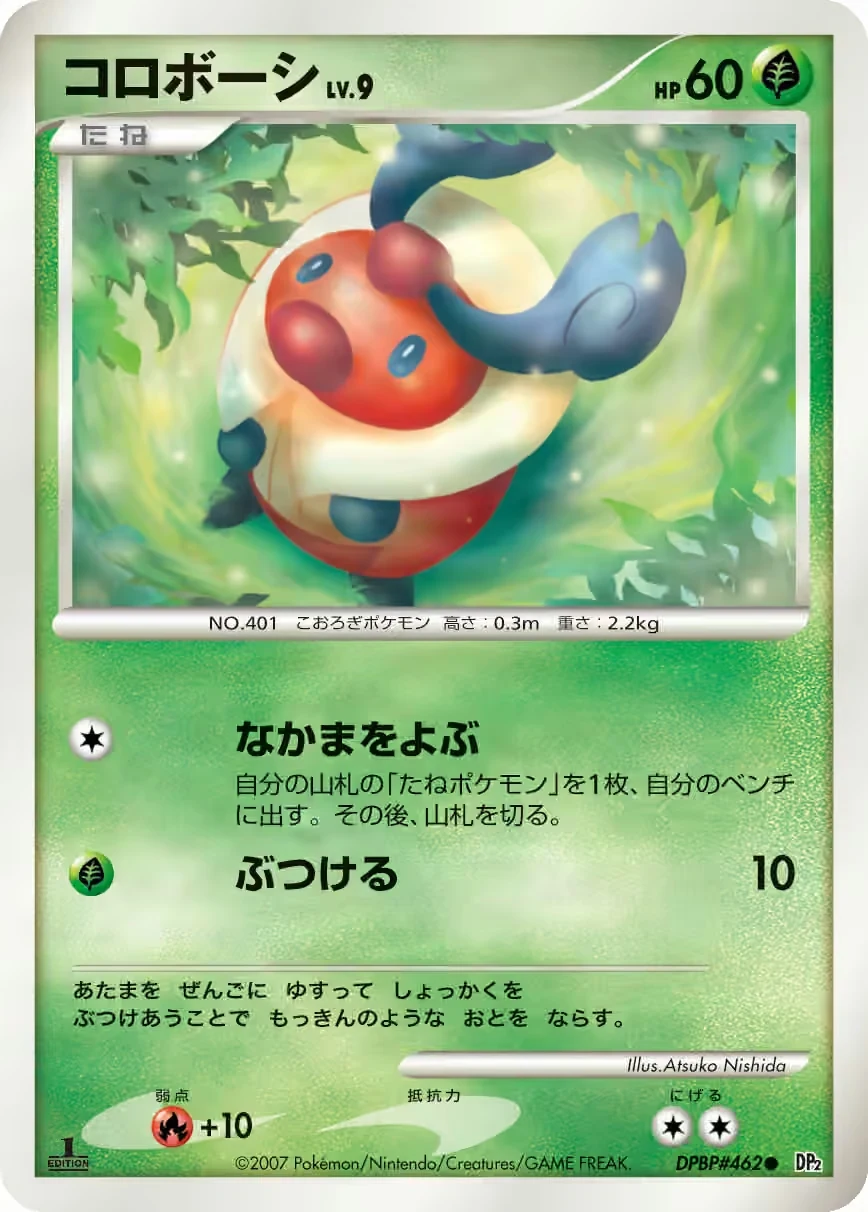 コロボーシ LV.9 HP 60
たね
NO.401 こおろぎポケモン 高さ：0.3m 重さ：2.2kg
なかまをよぶ
自分の山札の「たねポケモン」を1枚、自分のベンチ
に出す。その後、山札を切る。
ぶつける 10
あたまを ぜんごに ゆすって しょっかくを
ぶつけあうことで もっきんのような おとを ならす。
Illus.Atsuko Nishida
弱点 抵抗力 にげる
+10
1 EDITION ©2007 Pokémon/Nintendo/Creatures/GAME FREAK. DPBP#462● DP2